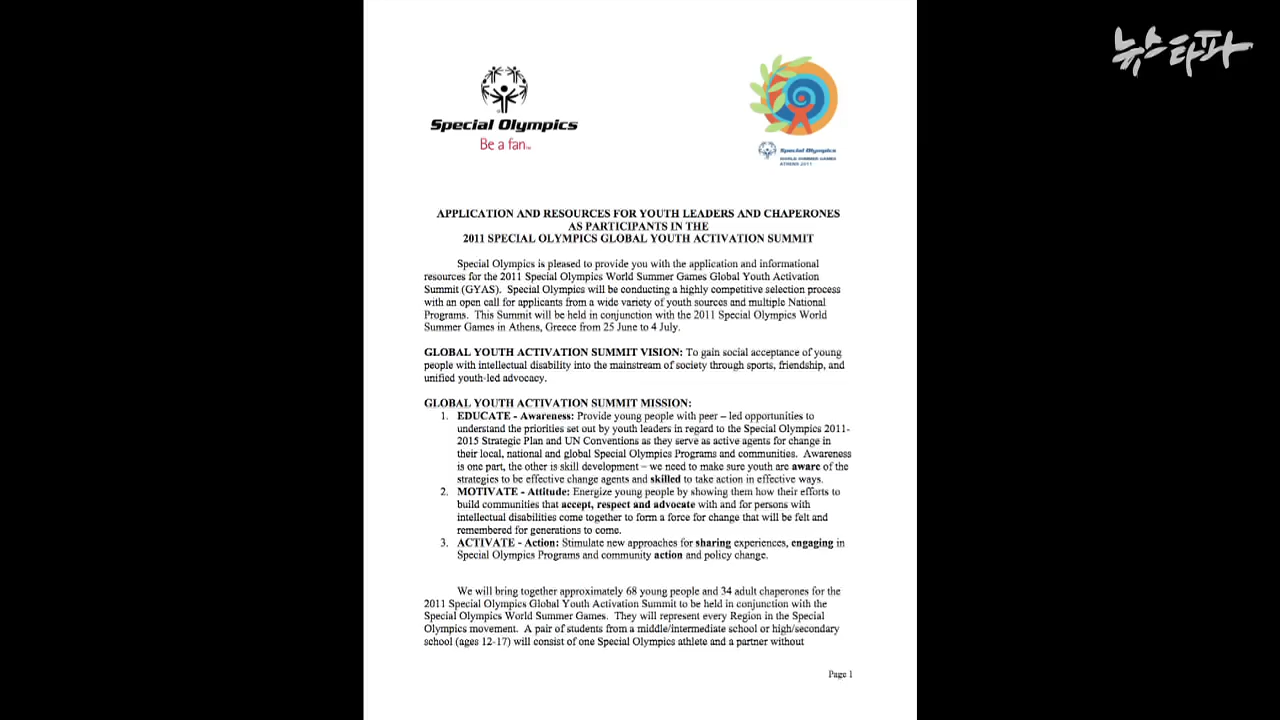 뉴스타파
Special Olympics
Be a fan™
Special Olympics
WORLD SUMMER GAMES
ATHENS 2011
APPLICATION AND RESOURCES FOR YOUTH LEADERS AND CHAPERONES
AS PARTICIPANTS IN THE
2011 SPECIAL OLYMPICS GLOBAL YOUTH ACTIVATION SUMMIT
Special Olympics is pleased to provide you with the application and informational
resources for the 2011 Special Olympics World Summer Games Global Youth Activation
Summit (GYAS). Special Olympics will be conducting a highly competitive selection process
with an open call for applicants from a wide variety of youth sources and multiple National
Programs. This Summit will be held in conjunction with the 2011 Special Olympics World
Summer Games in Athens, Greece from 25 June to 4 July.
GLOBAL YOUTH ACTIVATION SUMMIT VISION: To gain social acceptance of young
people with intellectual disability into the mainstream of society through sports, friendship, and
unified youth-led advocacy.
GLOBAL YOUTH ACTIVATION SUMMIT MISSION:
1. EDUCATE - Awareness: Provide young people with peer – led opportunities to
understand the priorities set out by youth leaders in regard to the Special Olympics 2011-
2015 Strategic Plan and UN Conventions as they serve as active agents for change in
their local, national and global Special Olympics Programs and communities. Awareness
is one part, the other is skill development – we need to make sure youth are aware of the
strategies to be effective change agents and skilled to take action in effective ways.
2. MOTIVATE - Attitude: Energize young people by showing them how their efforts to
build communities that accept, respect and advocate with and for persons with
intellectual disabilities come together to form a force for change that will be felt and
remembered for generations to come.
3. ACTIVATE - Action: Stimulate new approaches for sharing experiences, engaging in
Special Olympics Programs and community action and policy change.
We will bring together approximately 68 young people and 34 adult chaperones for the
2011 Special Olympics Global Youth Activation Summit to be held in conjunction with the
Special Olympics World Summer Games. They will represent every Region in the Special
Olympics movement. A pair of students from a middle/intermediate school or high/secondary
school (ages 12-17) will consist of one Special Olympics athlete and a partner without
Page 1